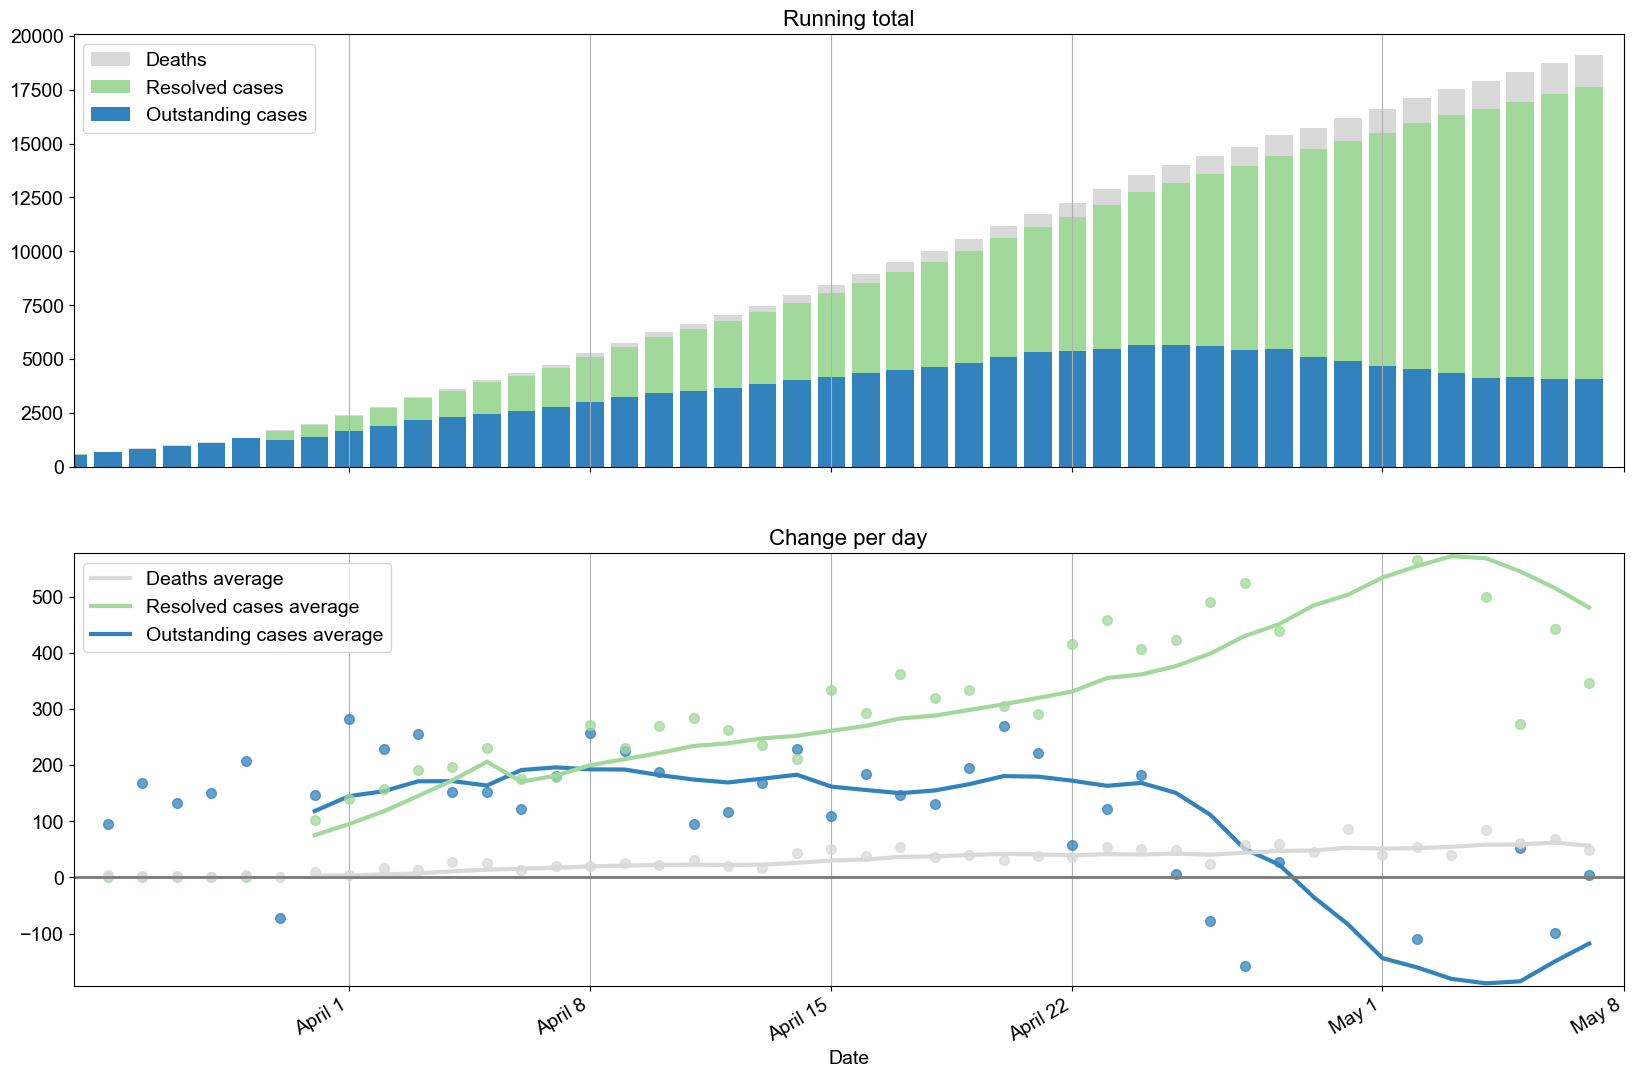 Running total
20000
17500
15000
12500
10000
7500
5000
2500
0
Deaths
Resolved cases
Outstanding cases
Change per day
500
400
300
200
100
0
−100
Deaths average
Resolved cases average
Outstanding cases average
April 1
April 8
April 15
April 22
May 1
May 8
Date